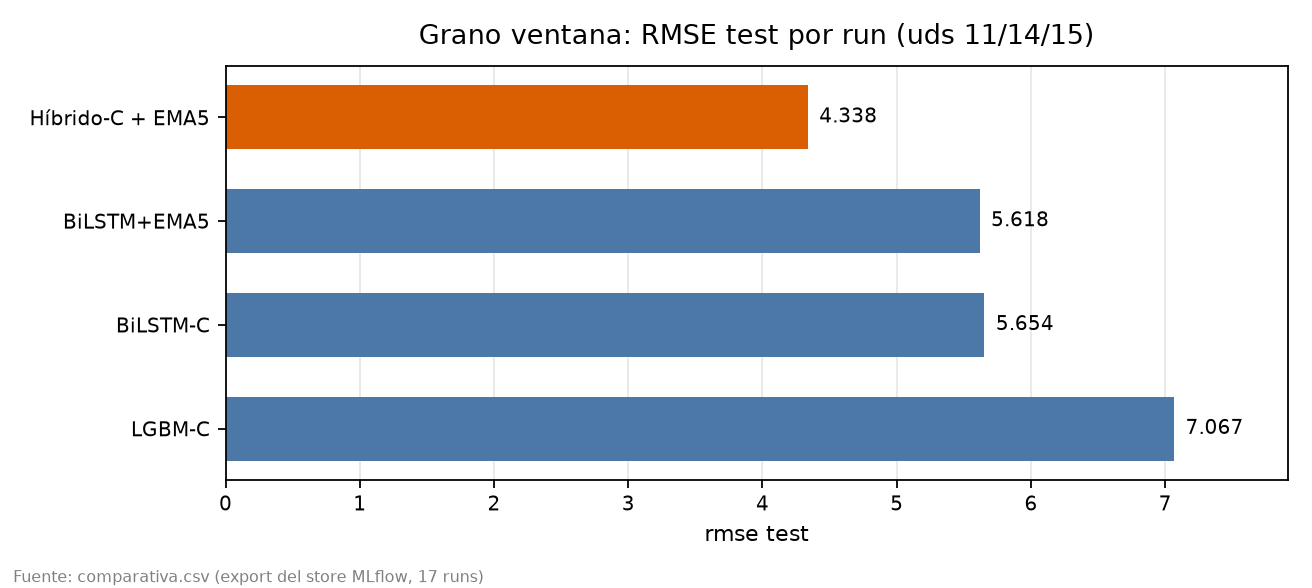 Grano ventana: RMSE test por run (uds 11/14/15)
Híbrido-C + EMA5
4.338
BiLSTM+EMA5
5.618
BiLSTM-C
5.654
LGBM-C
7.067
0 1 2 3 4 5 6 7
rmse test
Fuente: comparativa.csv (export del store MLflow, 17 runs)